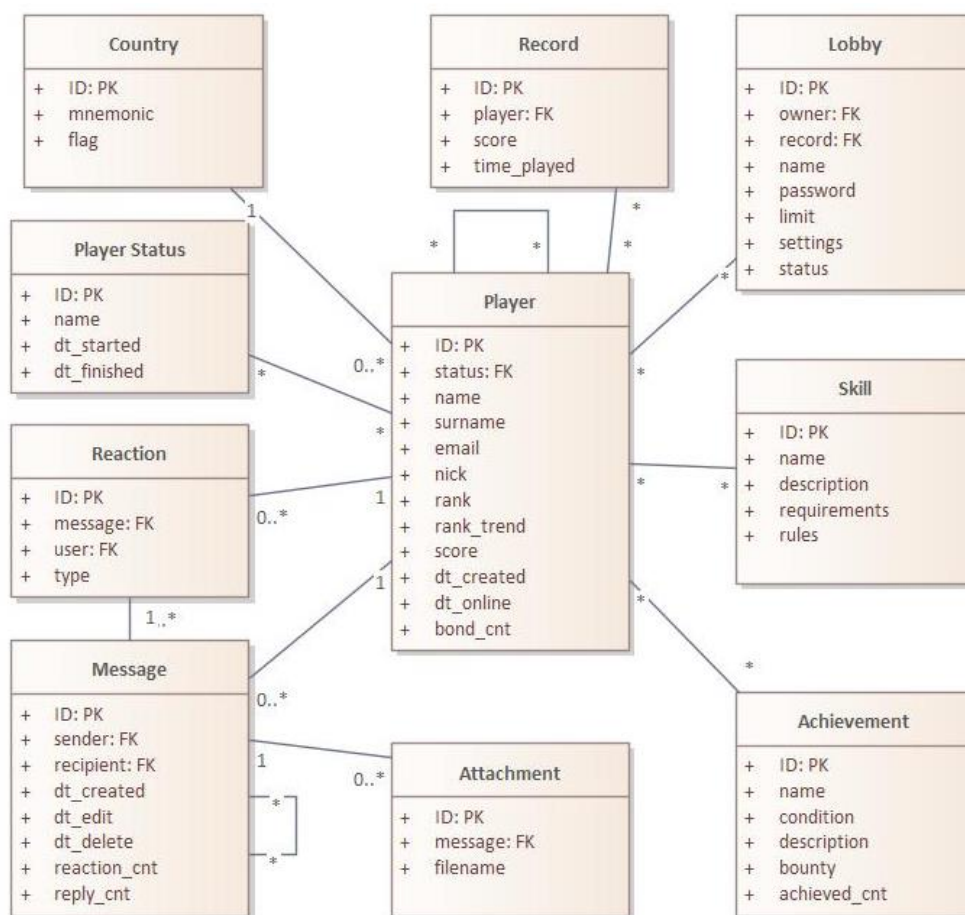 Country
+ ID: PK
+ mnemonic
+ flag
Record
+ ID: PK
+ player: FK
+ score
+ time_played
Lobby
+ ID: PK
+ owner: FK
+ record: FK
+ name
+ password
+ limit
+ settings
+ status
1
0..*
*
*
*
*
*
*
Player Status
+ ID: PK
+ name
+ dt_started
+ dt_finished
*
*
Player
+ ID: PK
+ status: FK
+ name
+ surname
+ email
+ nick
+ rank
+ rank_trend
+ score
+ dt_created
+ dt_online
+ bond_cnt
Skill
+ ID: PK
+ name
+ description
+ requirements
+ rules
*
*
Reaction
+ ID: PK
+ message: FK
+ user: FK
+ type
0..*
1
1..*
1
0..*
*
*
Message
+ ID: PK
+ sender: FK
+ recipient: FK
+ dt_created
+ dt_edit
+ dt_delete
+ reaction_cnt
+ reply_cnt
1
0..*
*
*
Attachment
+ ID: PK
+ message: FK
+ filename
Achievement
+ ID: PK
+ name
+ condition
+ description
+ bounty
+ achieved_cnt